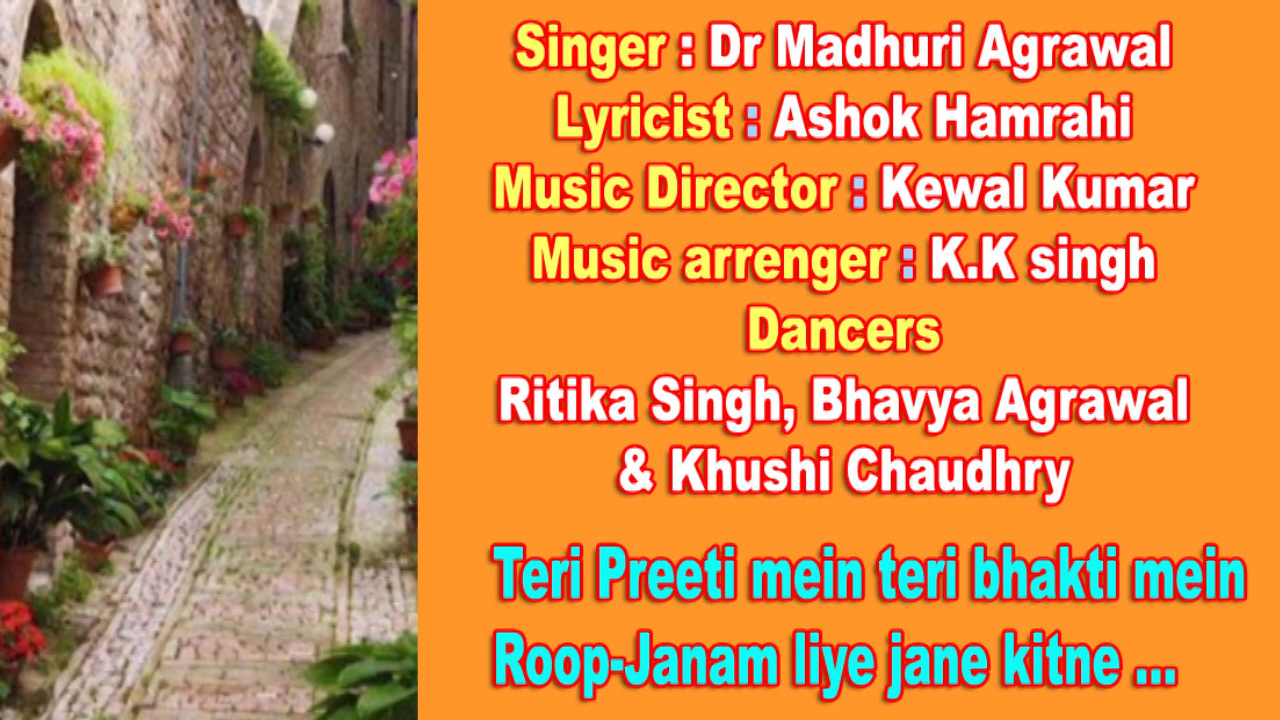 Singer : Dr Madhuri Agrawal
Lyricist : Ashok Hamrahi
Music Director : Kewal Kumar
Music arrenger : K.K singh
Dancers
Ritika Singh, Bhavya Agrawal
& Khushi Chaudhry
Teri Preeti mein teri bhakti mein
Roop-Janam liye jane kitne ...